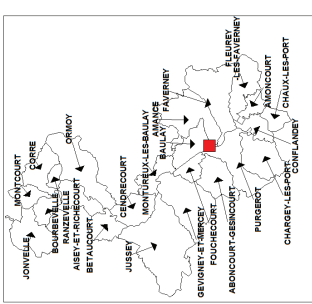 JONVELLE
MONTCOURT
CORRE
BOURBEVELLE
RANZEVELLE
AISEY-ET-RICHECOURT
ORMOY
BETAUCOURT
CENDRECOURT
JUSSEY
MONTUREUX-LES-BAULAY
BAULAY
AMANCE
FAVERNEY
FLEUREY
-LES-FAVERNEY
GEVIGNEY-ET-MERCEY
FOUCHECOURT
ABONCOURT-GESINCOURT
PURGEROT
CHARGEY-LES-PORT
CONFLANDEY
AMONCOURT
CHAUX-LES-PORT